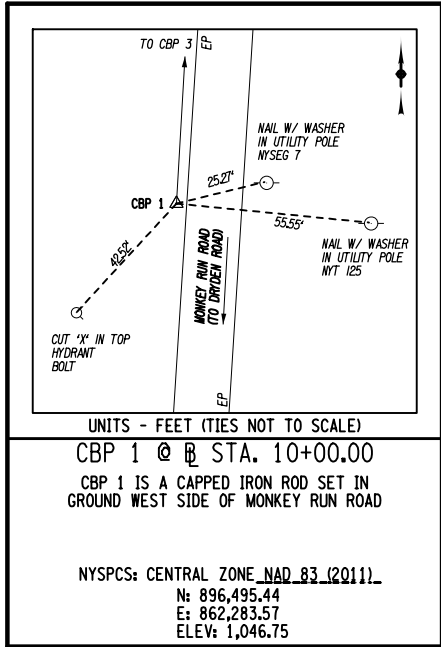 TO CBP 3
EP
NAIL W/ WASHER
IN UTILITY POLE
NYSEG 7
25.27'
CBP 1
55.55'
42.52'
NAIL W/ WASHER
IN UTILITY POLE
NYT 125
MONKEY RUN ROAD
(TO DRYDEN ROAD)
CUT 'X' IN TOP
HYDRANT
BOLT
EP
UNITS - FEET (TIES NOT TO SCALE)
CBP 1 @ BL STA. 10+00.00
CBP 1 IS A CAPPED IRON ROD SET IN
GROUND WEST SIDE OF MONKEY RUN ROAD
NYSPCS: CENTRAL ZONE NAD 83 (2011)
N: 896,495.44
E: 862,283.57
ELEV: 1,046.75